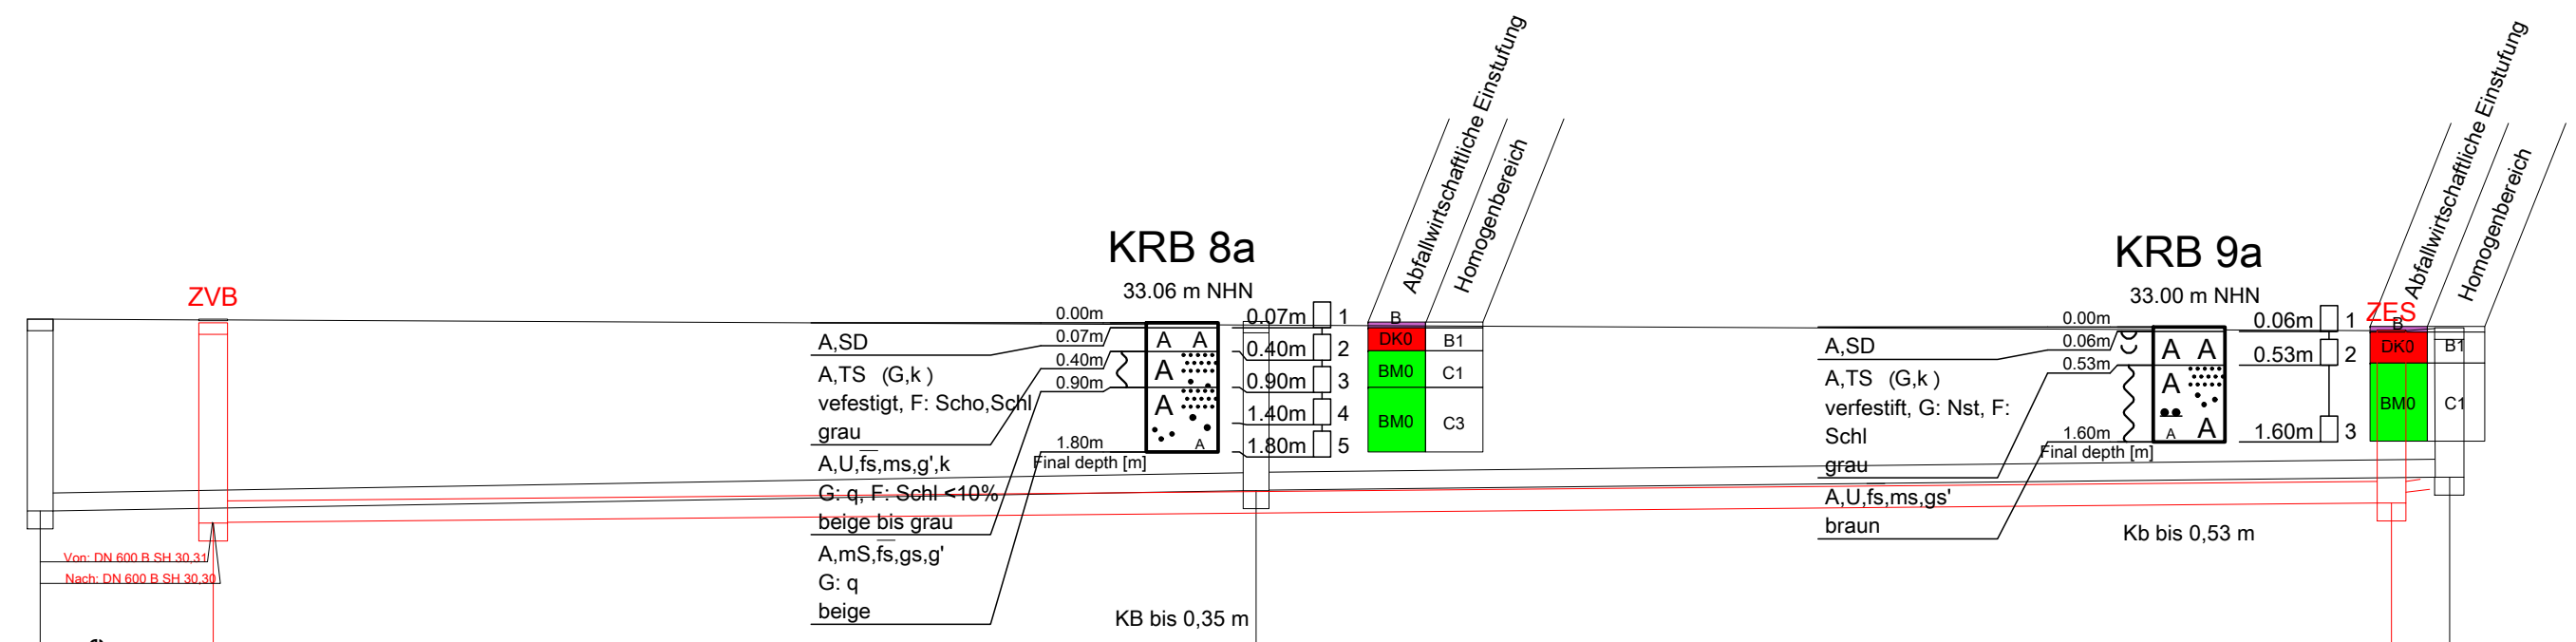 Abfallwirtschaftliche Einstufung
Homogenbereich
Abfallwirtschaftliche Einstufung
Homogenbereich
ZVB
KRB 8a
33.06 m NHN
0.00m
0.07m
0.40m
0.90m
1.80m
Final depth [m]
A,SD
A,TS (G,k )
vefestigt, F: Scho,Schl
grau
A,U,fs,ms,g',k
G: q, F: Schl <10%
beige bis grau
A,mS,fs,gs,g'
G: q
beige
A A
A
A
A
0.07m 1
0.40m 2
0.90m 3
1.40m 4
1.80m 5
B
DK0 B1
BM0 C1
BM0 C3
KB bis 0,35 m
KRB 9a
33.00 m NHN
0.00m
0.06m
0.53m
1.60m
Final depth [m]
A,SD
A,TS (G,k )
verfestift, G: Nst, F:
Schl
grau
A,U,fs,ms,gs'
braun
A A
A
A A
0.06m 1
0.53m 2
1.60m 3
ZES
B
DK0 B1
BM0 C1
Kb bis 0,53 m
Von: DN 600 B SH 30,31
Nach: DN 600 B SH 30,30